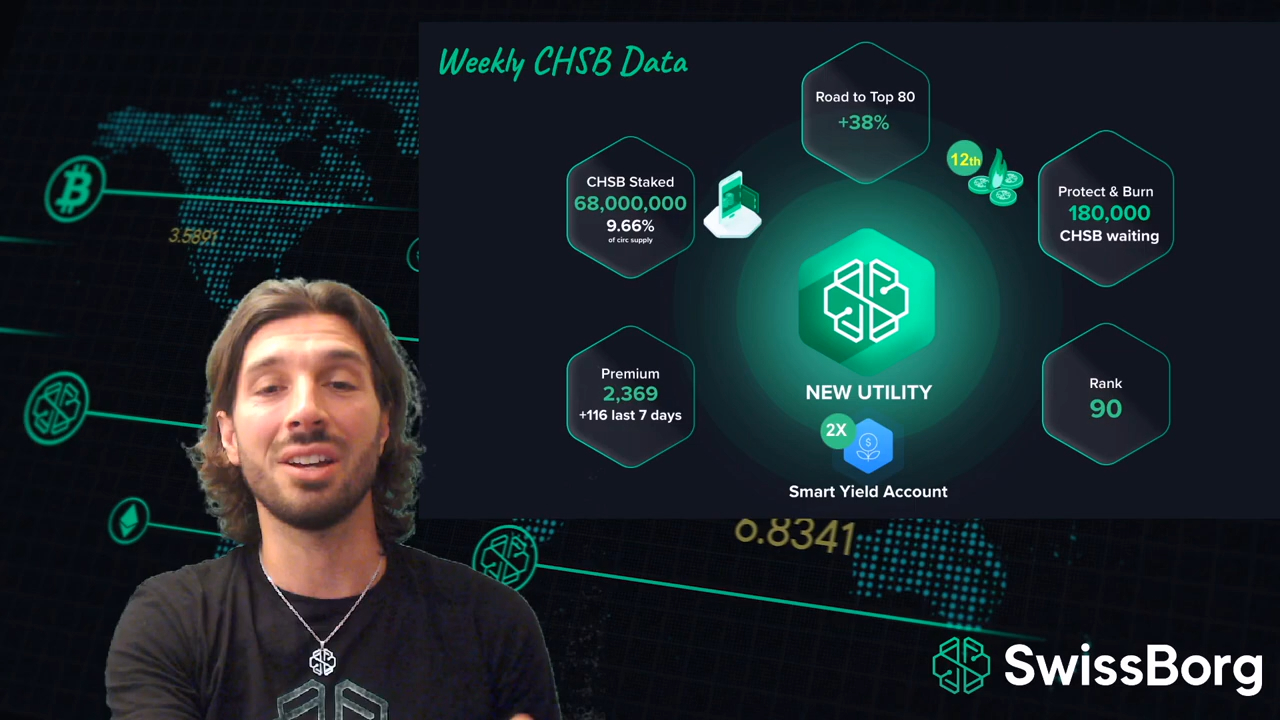 Weekly CHSB Data
Road to Top 80
+38%
12th
CHSB Staked
68,000,000
9.66%
of circ supply
Protect & Burn
180,000
CHSB waiting
3.5891
Premium
2,369
+116 last 7 days
NEW UTILITY
2X
Smart Yield Account
Rank
90
6.8341
SwissBorg